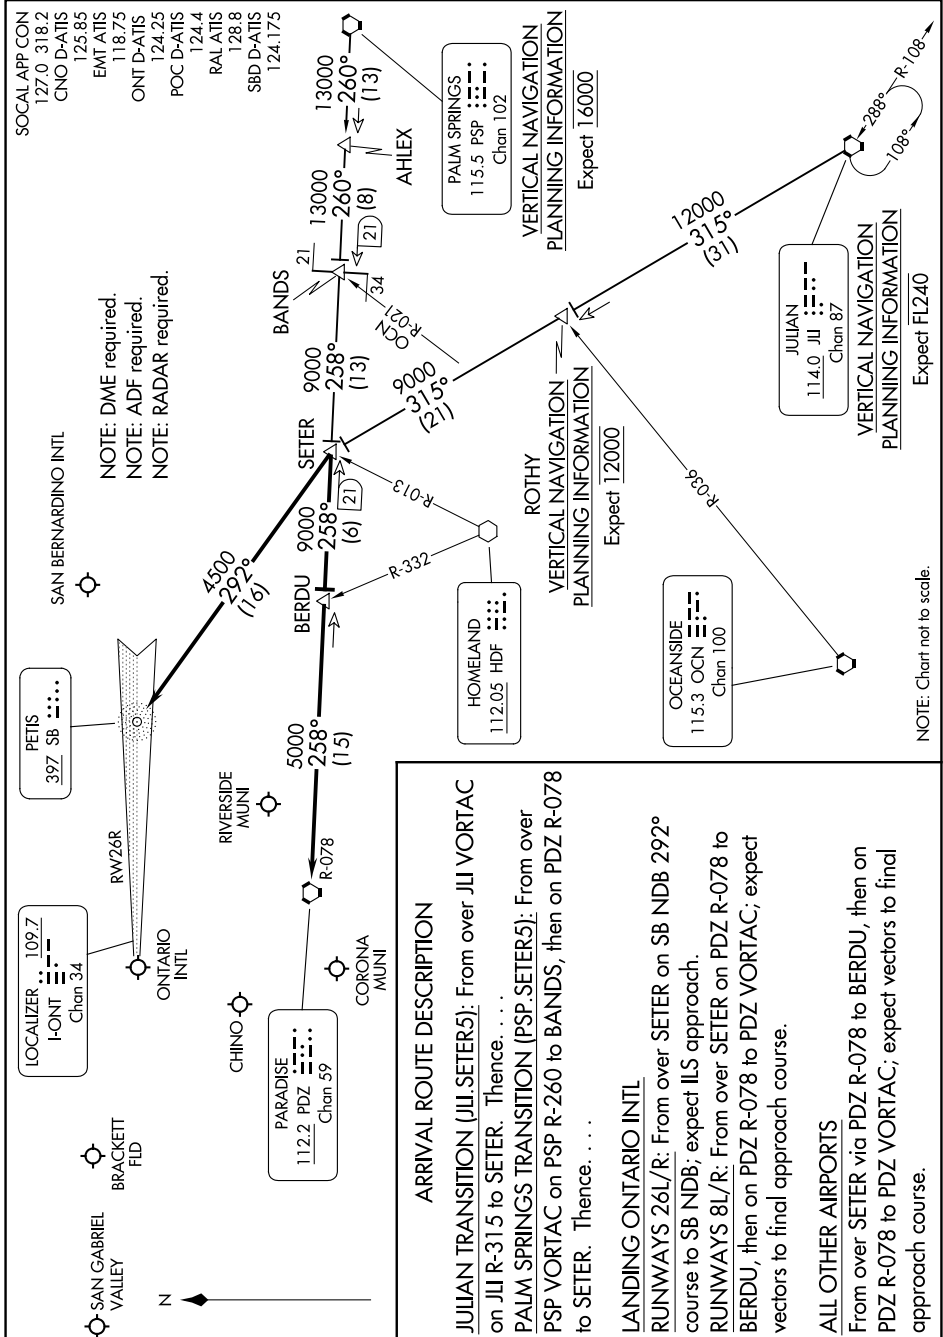 SOCAL APP CON
127.0 318.2
CNO D-ATIS
125.85
EMT ATIS
118.75
ONT D-ATIS
124.25
POC D-ATIS
124.4
RAL ATIS
128.8
SBD D-ATIS
124.175
NOTE: DME required.
NOTE: ADF required.
NOTE: RADAR required.
SAN BERNARDINO INTL
PETIS
397 SB
LOCALIZER 109.7
I-ONT
Chan 34
RW26R
ONTARIO
INTL
BRACKETT
FLD
SAN GABRIEL
VALLEY
N
CHINO
RIVERSIDE
MUNI
CORONA
MUNI
PARADISE
112.2 PDZ
Chan 59
R-078
5000
258°
(15)
BERDU
9000
258°
(6)
21
SETER
4500
292°
(16)
9000
258°
(13)
BANDS
21
34
21
13000
260°
(8)
AHLEX
13000
260°
(13)
PALM SPRINGS
115.5 PSP
Chan 102
VERTICAL NAVIGATION
PLANNING INFORMATION
Expect 16000
OCN
R-021
9000
315°
(21)
R-013
R-332
HOMELAND
112.05 HDF
ROTHY
VERTICAL NAVIGATION
PLANNING INFORMATION
Expect 12000
12000
315°
(31)
R-036
OCEANSIDE
115.3 OCN
Chan 100
JULIAN
114.0 JLI
Chan 87
VERTICAL NAVIGATION
PLANNING INFORMATION
Expect FL240
288°
R-108
108°
NOTE: Chart not to scale.
ARRIVAL ROUTE DESCRIPTION
JULIAN TRANSITION (JLI.SETER5): From over JLI VORTAC
on JLI R-315 to SETER. Thence. . . .
PALM SPRINGS TRANSITION (PSP.SETER5): From over
PSP VORTAC on PSP R-260 to BANDS, then on PDZ R-078
to SETER. Thence. . . .
LANDING ONTARIO INTL
RUNWAYS 26L/R: From over SETER on SB NDB 292°
course to SB NDB; expect ILS approach.
RUNWAYS 8L/R: From over SETER on PDZ R-078 to
BERDU, then on PDZ R-078 to PDZ VORTAC; expect
vectors to final approach course.
ALL OTHER AIRPORTS
From over SETER via PDZ R-078 to BERDU, then on
PDZ R-078 to PDZ VORTAC; expect vectors to final
approach course.